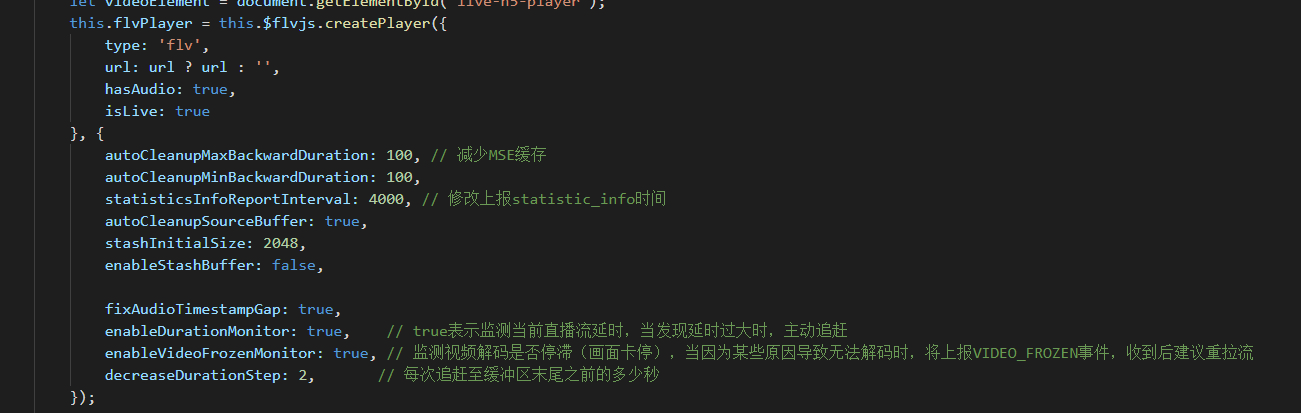 let videoElement = document.getElementById('live-h5-player');
this.flvPlayer = this.$flvjs.createPlayer({
type: 'flv',
url: url ? url : '',
hasAudio: true,
isLive: true
}, {
autoCleanupMaxBackwardDuration: 100, // 减少MSE缓存
autoCleanupMinBackwardDuration: 100,
statisticsInfoReportInterval: 4000, // 修改上报statistic_info时间
autoCleanupSourceBuffer: true,
stashInitialSize: 2048,
enableStashBuffer: false,
fixAudioTimestampGap: true,
enableDurationMonitor: true, // true表示监测当前直播流延时，当发现延时过大时，主动追赶
enableVideoFrozenMonitor: true, // 监测视频解码是否停滞（画面卡停），当因为某些原因导致无法解码时，将上报VIDEO_FROZEN事件，收到后建议重拉流
decreaseDurationStep: 2, // 每次追赶至缓冲区末尾之前的多少秒
});